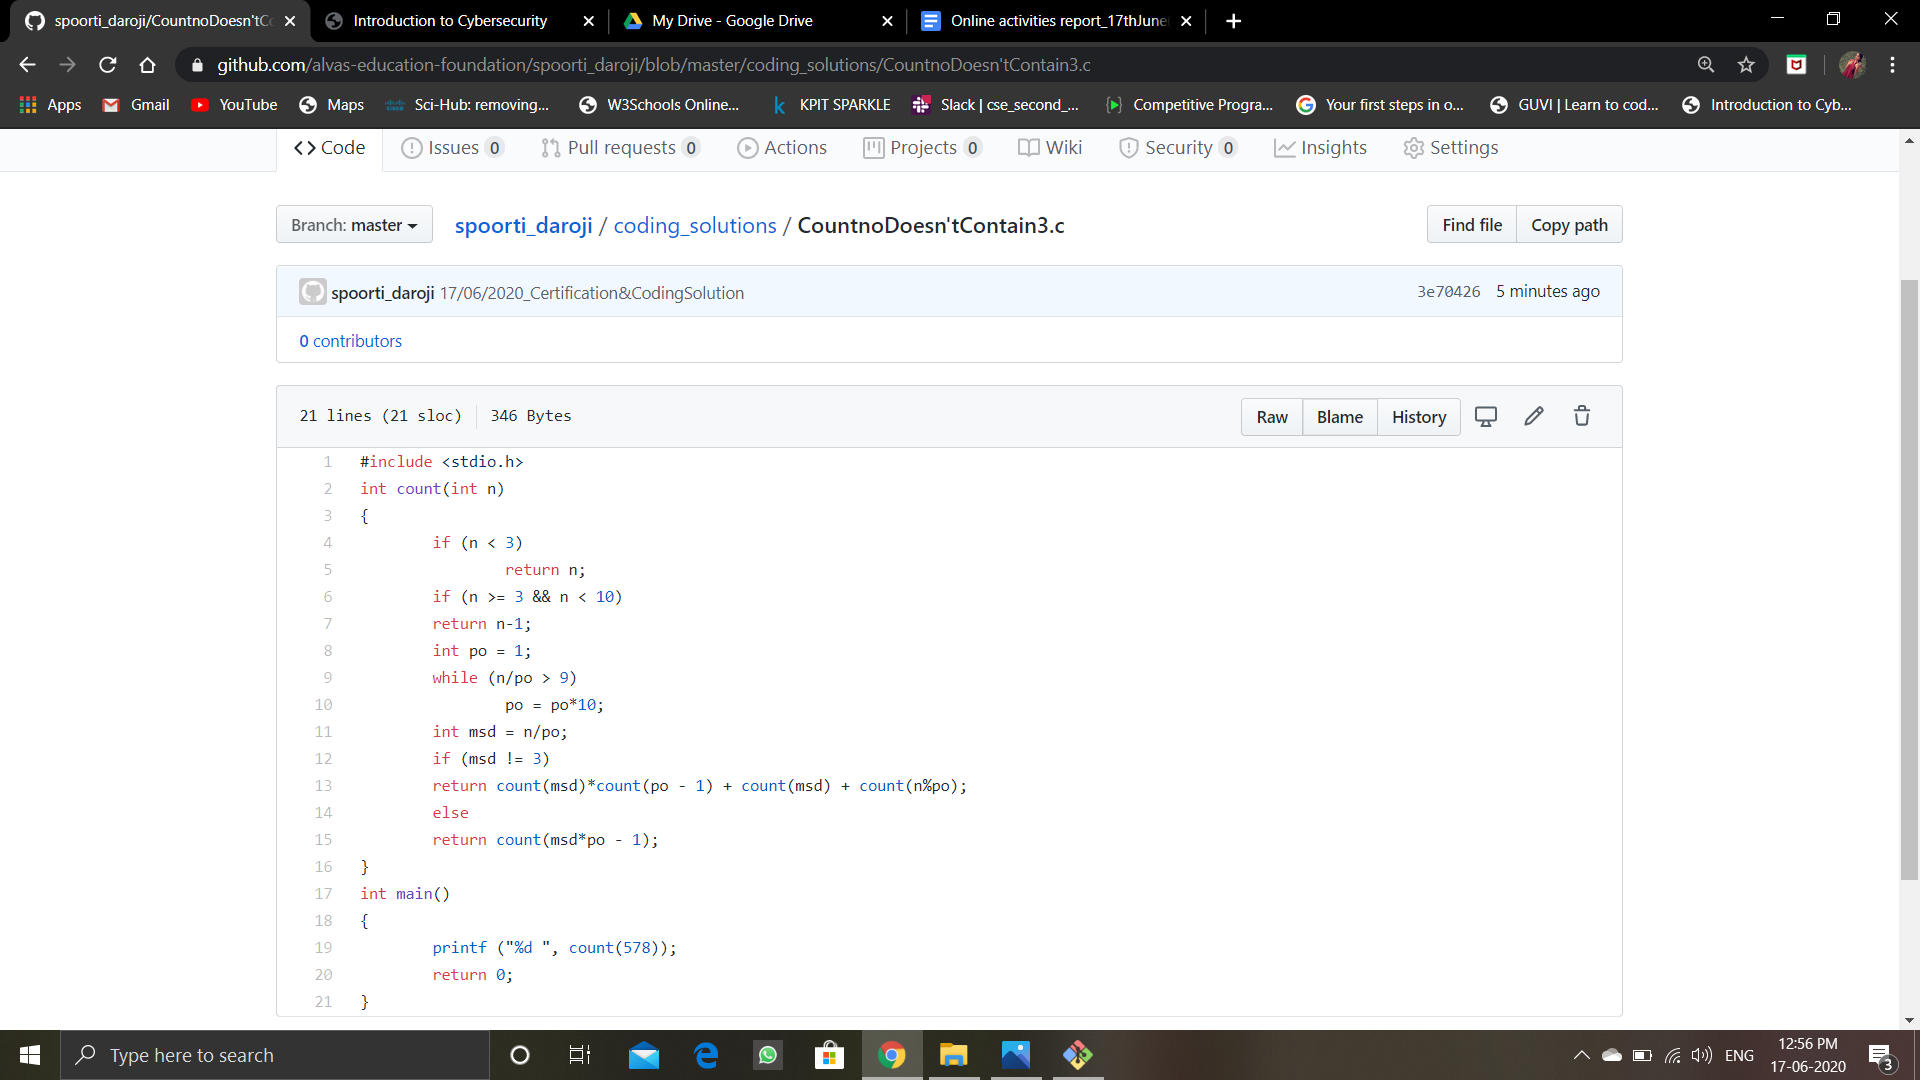 spoorti_daroji/CountnoDoesn'tCo
Introduction to Cybersecurity
My Drive - Google Drive
Online activities report_17thJune
github.com/alvas-education-foundation/spoorti_daroji/blob/master/coding_solutions/CountnoDoesn'tContain3.c
Apps Gmail YouTube Maps Sci-Hub: removing... W3Schools Online... KPIT SPARKLE Slack | cse_second_... Competitive Progra... Your first steps in o... GUVI | Learn to cod... Introduction to Cyb...
Code Issues 0 Pull requests 0 Actions Projects 0 Wiki Security 0 Insights Settings
Branch: master spoorti_daroji / coding_solutions / CountnoDoesn'tContain3.c Find file Copy path
spoorti_daroji 17/06/2020_Certification&CodingSolution 3e70426 5 minutes ago
0 contributors
21 lines (21 sloc) 346 Bytes Raw Blame History
1 #include <stdio.h>
2 int count(int n)
3 {
4 if (n < 3)
5 return n;
6 if (n >= 3 && n < 10)
7 return n-1;
8 int po = 1;
9 while (n/po > 9)
10 po = po*10;
11 int msd = n/po;
12 if (msd != 3)
13 return count(msd)*count(po - 1) + count(msd) + count(n%po);
14 else
15 return count(msd*po - 1);
16 }
17 int main()
18 {
19 printf ("%d ", count(578));
20 return 0;
21 }
Type here to search
ENG
12:56 PM
17-06-2020
3